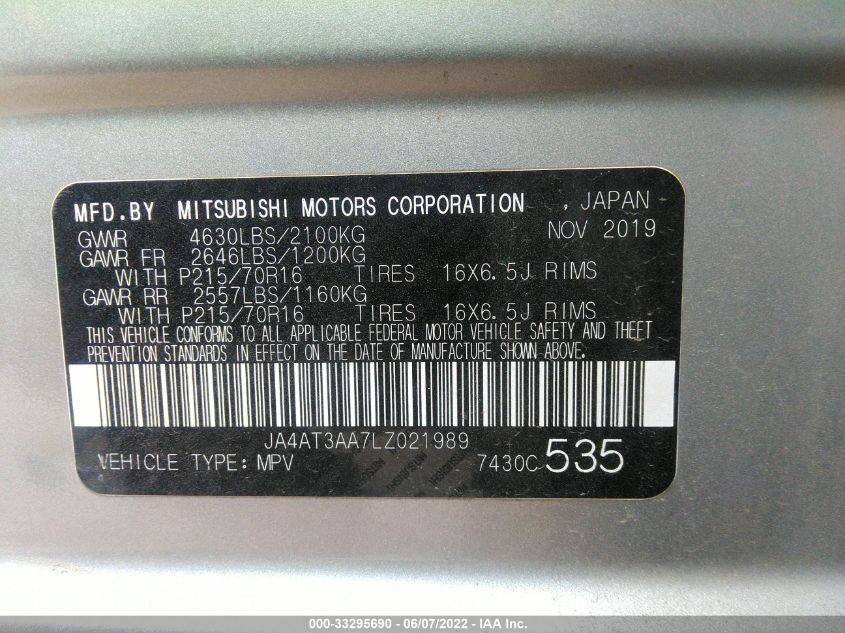 MFD.BY MITSUBISHI MOTORS CORPORATION , JAPAN
GVWR 4630LBS/2100KG NOV 2019
GAWR FR 2646LBS/1200KG
WITH P215/70R16 TIRES 16X6.5J RIMS
GAWR RR 2557LBS/1160KG
WITH P215/70R16 TIRES 16X6.5J RIMS
THIS VEHICLE CONFORMS TO ALL APPLICABLE FEDERAL MOTOR VEHICLE SAFETY AND THEFT
PREVENTION STANDARDS IN EFFECT ON THE DATE OF MANUFACTURE SHOWN ABOVE.
JA4AT3AA7LZ021989
VEHICLE TYPE: MPV 7430C 535
000-33295690 - 06/07/2022 - IAA Inc.